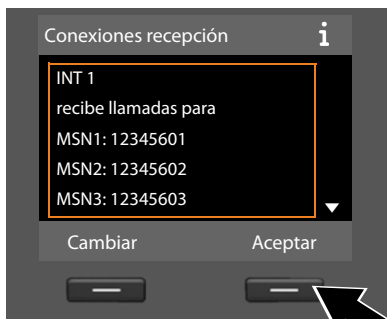 Conexiones recepción i
INT 1
recibe llamadas para
MSN1: 12345601
MSN2: 12345602
MSN3: 12345603
Cambiar Aceptar